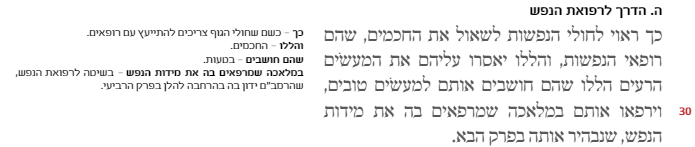 ה. הדרך לרפואת הנפש
כך ראוי לחולי הנפשות לשאול את החכמים, שהם
רופאי הנפשות, והללו יאסרו עליהם את המעשים
הרעים הללו שהם חושבים אותם למעשים טובים,
וירפאו אותם במלאכה שמרפאים בה את מידות
הנפש, שנבהיר אותה בפרק הבא.
30
כך – כשם שחולי הגוף צריכים להתייעץ עם רופאים.
והללו – החכמים.
שהם חושבים – בטעות.
במלאכה שמרפאים בה את מידות הנפש – בשיטה לרפואת הנפש,
שהרמב"ם ידון בה בהרחבה להלן בפרק הרביעי.